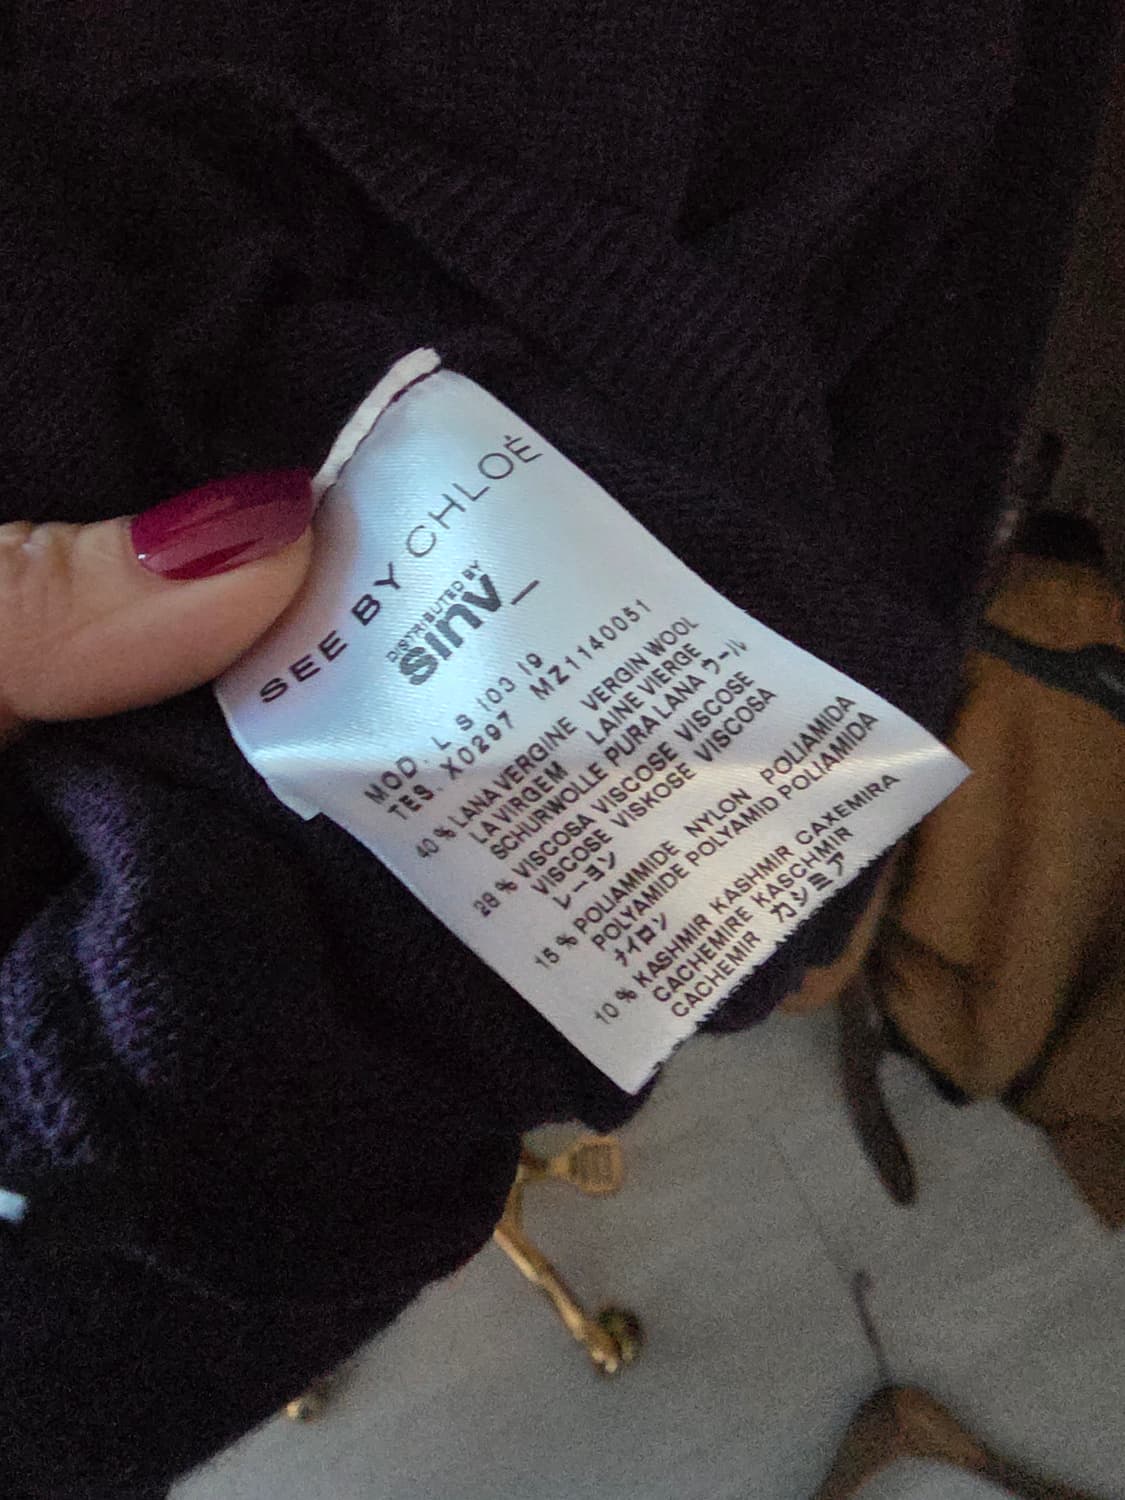 SEE BY CHLOÉ
DISTRIBUTED BY
sinv_
MOD. L S I03 I9
TES. X0297 MZ1140051
40 % LANA VERGINE VERGIN WOOL
LA VIRGEM LAINE VIERGE
SCHURWOLLE PURA LANA ウール
28 % VISCOSA VISCOSE VISCOSE
VISCOSE VISKOSE VISCOSA
レーヨン
15 % POLIAMMIDE NYLON POLIAMIDA
POLYAMIDE POLYAMID POLIAMIDA
ナイロン
10 % KASHMIR KASHMIR CAXEMIRA
CACHEMIRE KASCHMIR
CACHEMIR カシミア